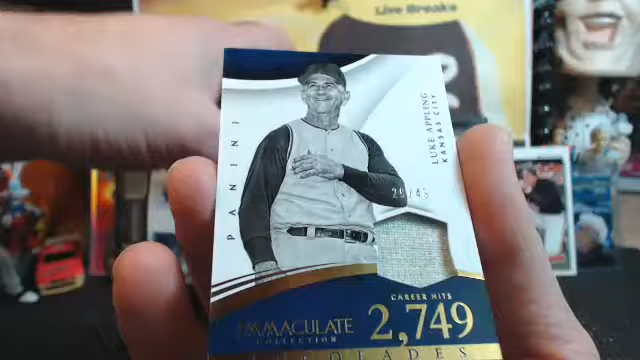 Live Breaks
PANINI
LUKE APPLING
KANSAS CITY
CAREER HITS
2,749
IMMACULATE
COLLECTION